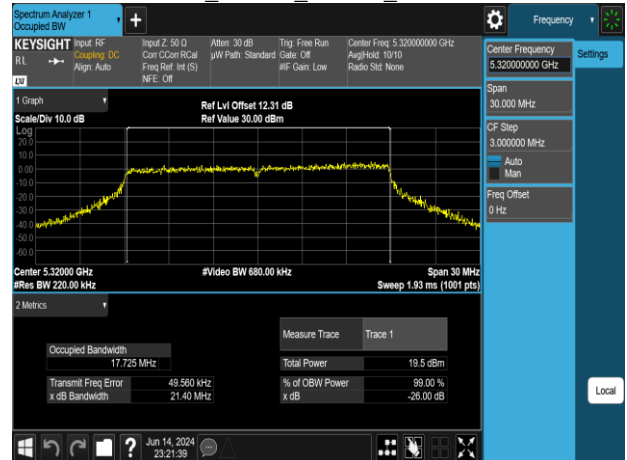 Spectrum Analyzer 1
Occupied BW
Frequency
KEYSIGHT
RL
LXI
Input: RF
Coupling: DC
Align: Auto
Input Z: 50 Ω
Corr CCorr RCal
Freq Ref: Int (S)
NFE: Off
Atten: 30 dB
µW Path: Standard
Trig: Free Run
Gate: Off
#IF Gain: Low
Center Freq: 5.320000000 GHz
Avg|Hold: 10/10
Radio Std: None
Center Frequency
5.320000000 GHz
Settings
Span
30.000 MHz
CF Step
3.000000 MHz
Auto
Man
Freq Offset
0 Hz
Local
1 Graph
Scale/Div 10.0 dB
Ref Lvl Offset 12.31 dB
Ref Value 30.00 dBm
Log
20.0
10.0
0.00
-10.0
-20.0
-30.0
-40.0
-50.0
-60.0
Center 5.32000 GHz
#Video BW 680.00 kHz
Span 30 MHz
#Res BW 220.00 kHz
Sweep 1.93 ms (1001 pts)
2 Metrics
Measure Trace
Trace 1
Occupied Bandwidth
17.725 MHz
Total Power
19.5 dBm
Transmit Freq Error
49.560 kHz
% of OBW Power
99.00 %
x dB Bandwidth
21.40 MHz
x dB
-26.00 dB
?
Jun 14, 2024
23:21:39